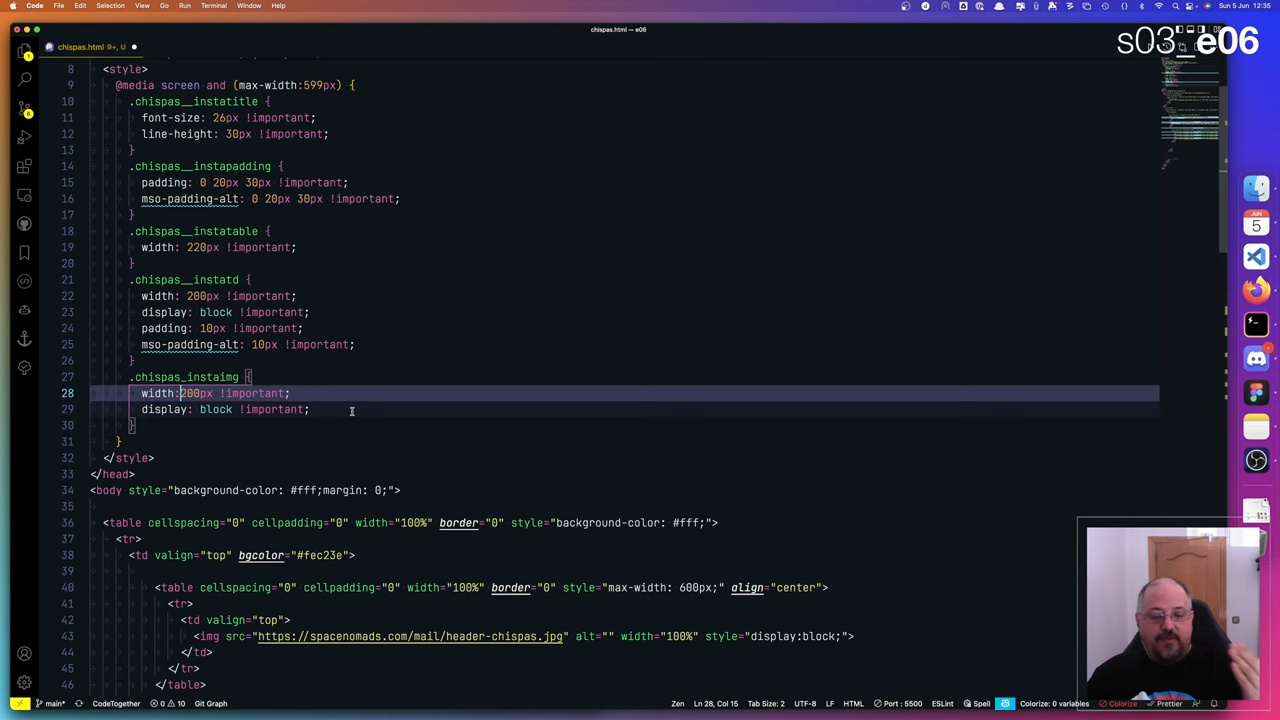 Code File Edit Selection View Go Run Terminal Window Help Sun 5 Jun 12:35
chispas.html — e06
s03_e06
chispas.html 9+, U
8 <style>
9 @media screen and (max-width:599px) {
10 .chispas__instatitle {
11 font-size: 26px !important;
12 line-height: 30px !important;
13 }
14 .chispas__instapadding {
15 padding: 0 20px 30px !important;
16 mso-padding-alt: 0 20px 30px !important;
17 }
18 .chispas__instatable {
19 width: 220px !important;
20 }
21 .chispas__instatd {
22 width: 200px !important;
23 display: block !important;
24 padding: 10px !important;
25 mso-padding-alt: 10px !important;
26 }
27 .chispas_instaimg {
28 width:200px !important;
29 display: block !important;
30 }
31 }
32 </style>
33 </head>
34 <body style="background-color: #fff;margin: 0;">
35
36 <table cellspacing="0" cellpadding="0" width="100%" border="0" style="background-color: #fff;">
37 <tr>
38 <td valign="top" bgcolor="#fec23e">
39
40 <table cellspacing="0" cellpadding="0" width="100%" border="0" style="max-width: 600px;" align="center">
41 <tr>
42 <td valign="top">
43 <img src="https://spacenomads.com/mail/header-chispas.jpg" alt="" width="100%" style="display:block;">
44 </td>
45 </tr>
46 </table>
JUN
5
main* CodeTogether 0 10 Git Graph Zen Ln 28, Col 15 Tab Size: 2 UTF-8 LF HTML Port : 5500 ESLint Spell Colorize: 0 variables Colorize Prettier